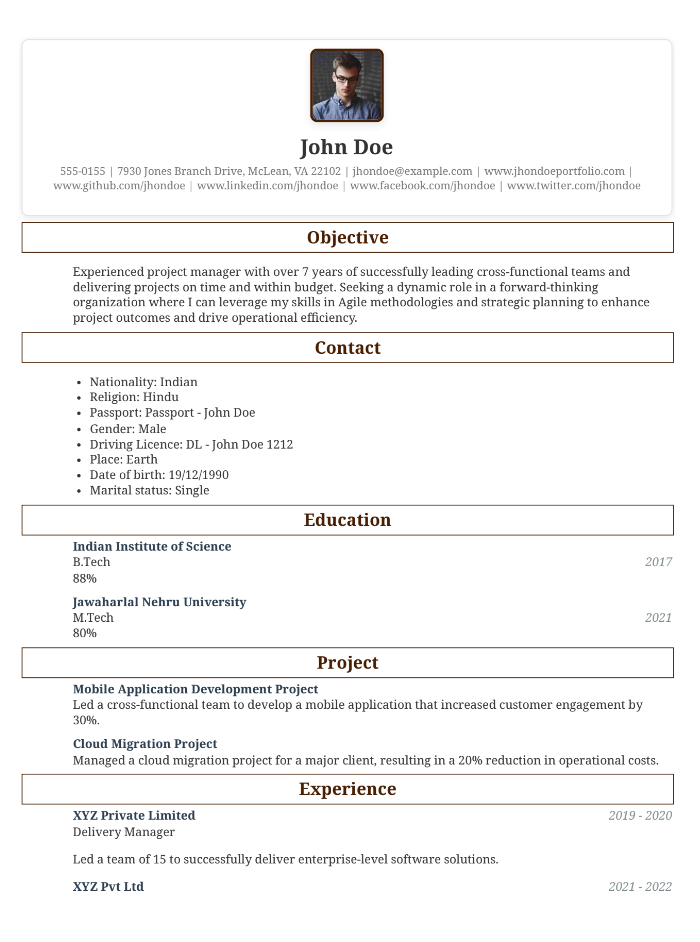 John Doe
555-0155 | 7930 Jones Branch Drive, McLean, VA 22102 | jhondoe@example.com | www.jhondoeportfolio.com |
www.github.com/jhondoe | www.linkedin.com/jhondoe | www.facebook.com/jhondoe | www.twitter.com/jhondoe
Objective
Experienced project manager with over 7 years of successfully leading cross-functional teams and
delivering projects on time and within budget. Seeking a dynamic role in a forward-thinking
organization where I can leverage my skills in Agile methodologies and strategic planning to enhance
project outcomes and drive operational efficiency.
Contact
• Nationality: Indian
• Religion: Hindu
• Passport: Passport - John Doe
• Gender: Male
• Driving Licence: DL - John Doe 1212
• Place: Earth
• Date of birth: 19/12/1990
• Marital status: Single
Education
Indian Institute of Science
B.Tech 2017
88%
Jawaharlal Nehru University
M.Tech 2021
80%
Project
Mobile Application Development Project
Led a cross-functional team to develop a mobile application that increased customer engagement by
30%.
Cloud Migration Project
Managed a cloud migration project for a major client, resulting in a 20% reduction in operational costs.
Experience
XYZ Private Limited 2019 - 2020
Delivery Manager
Led a team of 15 to successfully deliver enterprise-level software solutions.
XYZ Pvt Ltd 2021 - 2022